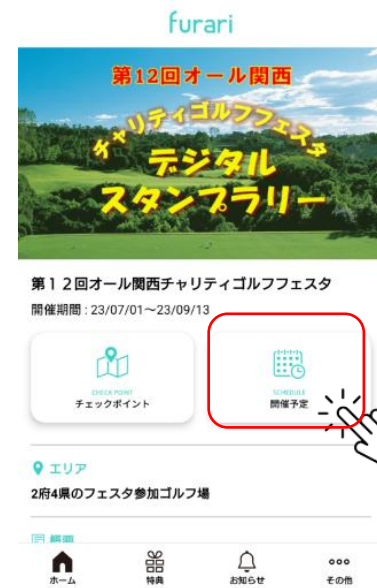 furari
第12回オール関西
チャリティゴルフフェスタ
デジタル
スタンプラリー
第12回オール関西チャリティゴルフフェスタ
開催期間 : 23/07/01~23/09/13
CHECK POINT
チェックポイント
SCHEDULE
開催予定
エリア
2府4県のフェスタ参加ゴルフ場
概要
ホーム
特典
お知らせ
その他